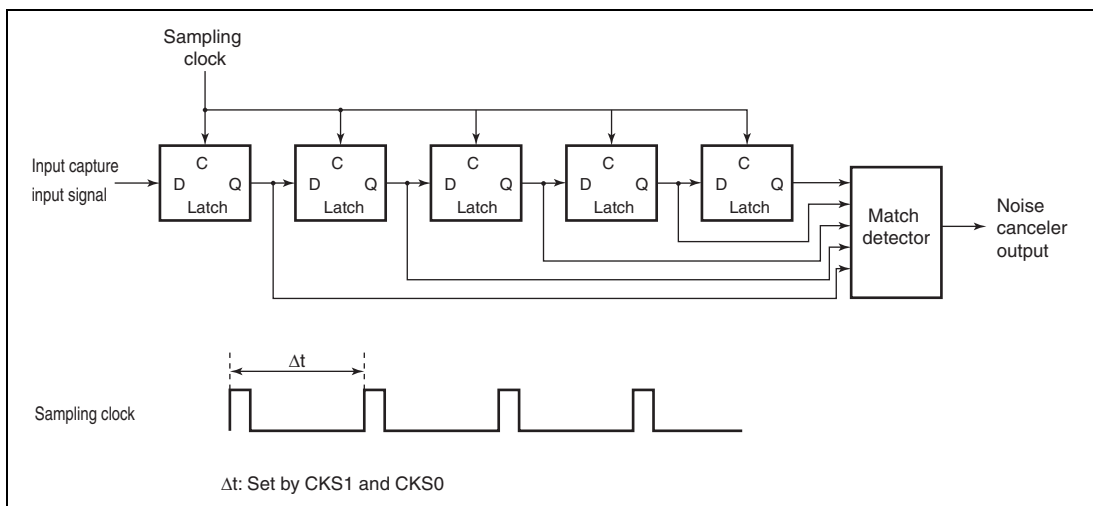 Sampling
clock
Input capture
input signal
C
D Q
Latch
C
D Q
Latch
C
D Q
Latch
C
D Q
Latch
C
D Q
Latch
Match
detector
Noise
canceler
output
Δt
Sampling clock
Δt: Set by CKS1 and CKS0